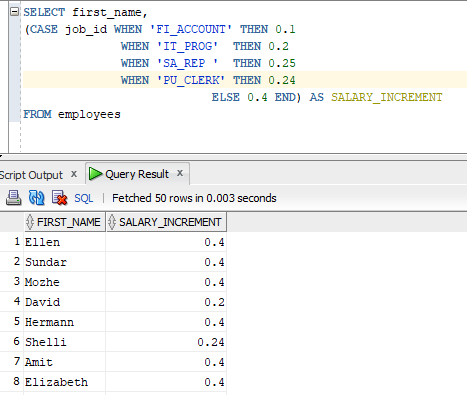 SELECT first_name,
(CASE job_id WHEN 'FI_ACCOUNT' THEN 0.1
WHEN 'IT_PROG' THEN 0.2
WHEN 'SA_REP ' THEN 0.25
WHEN 'PU_CLERK' THEN 0.24
ELSE 0.4 END) AS SALARY_INCREMENT
FROM employees
Script Output x Query Result x
SQL | Fetched 50 rows in 0.003 seconds
FIRST_NAME SALARY_INCREMENT
1 Ellen 0.4
2 Sundar 0.4
3 Mozhe 0.4
4 David 0.2
5 Hermann 0.4
6 Shelli 0.24
7 Amit 0.4
8 Elizabeth 0.4